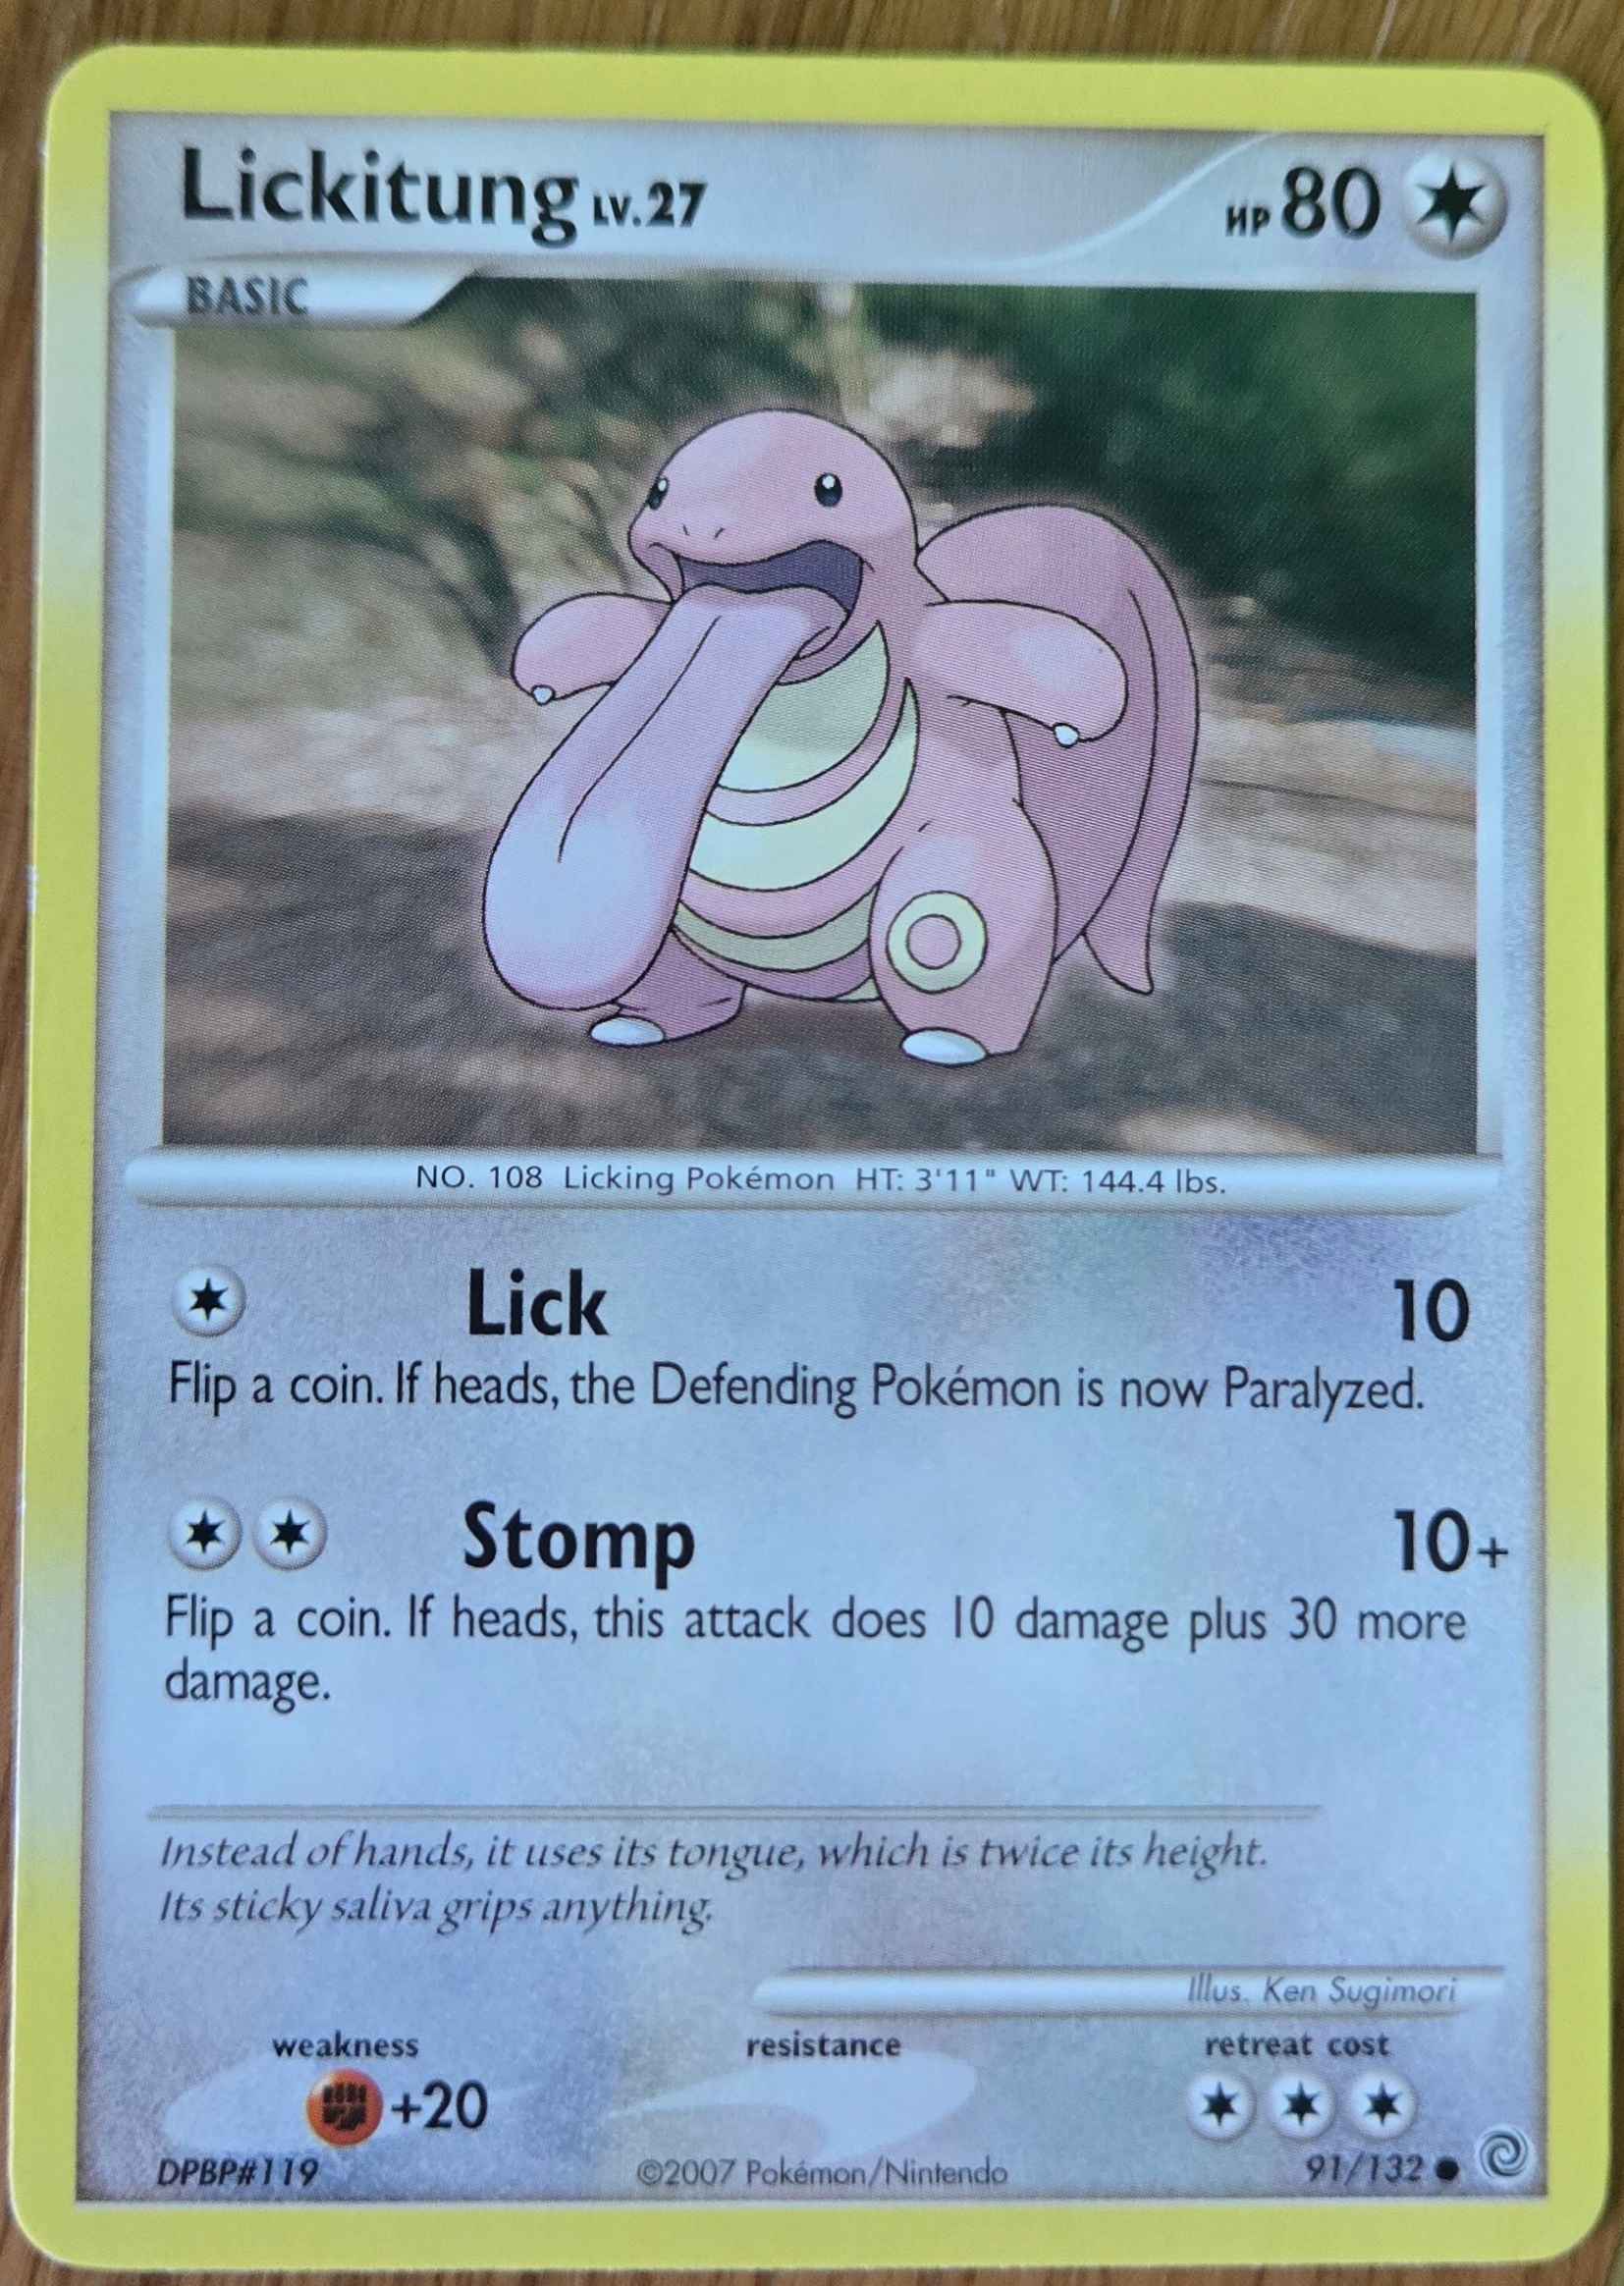 Lickitung LV.27 HP 80
BASIC
NO. 108 Licking Pokémon HT: 3'11" WT: 144.4 lbs.
Lick 10
Flip a coin. If heads, the Defending Pokémon is now Paralyzed.
Stomp 10+
Flip a coin. If heads, this attack does 10 damage plus 30 more
damage.
Instead of hands, it uses its tongue, which is twice its height.
Its sticky saliva grips anything.
Illus. Ken Sugimori
weakness resistance retreat cost
+20
DPBP#119 ©2007 Pokémon/Nintendo 91/132